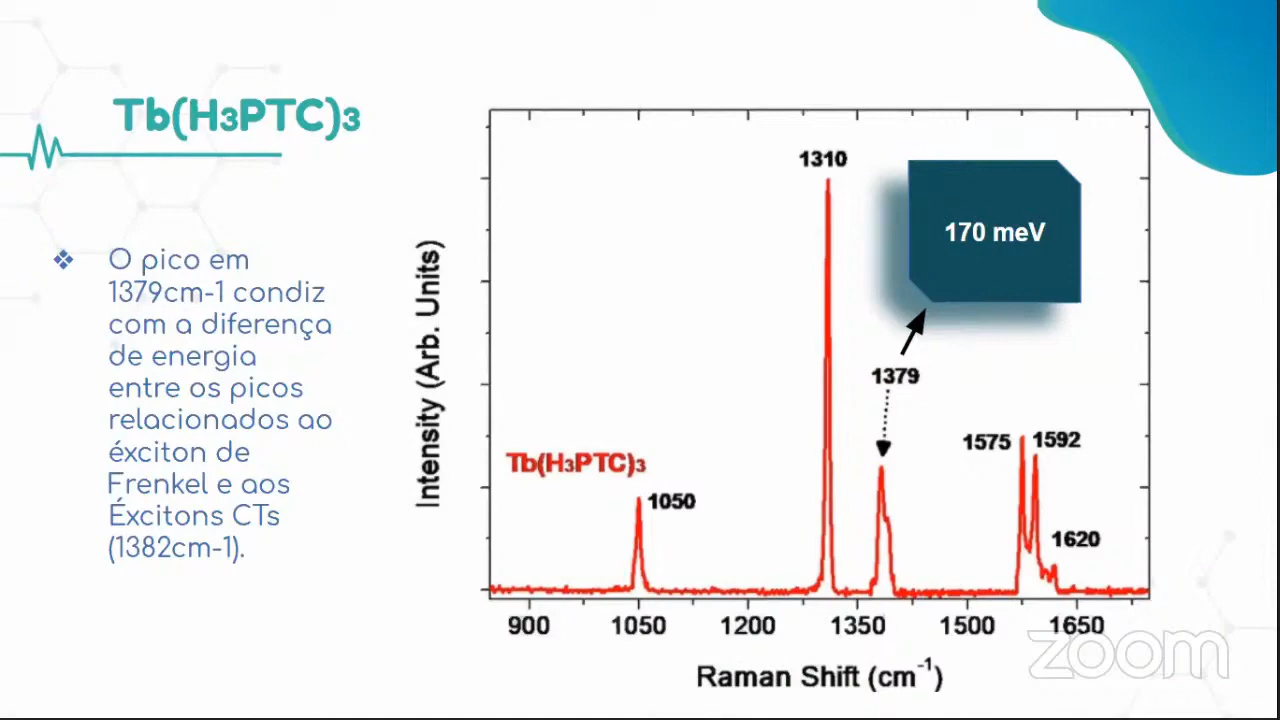 Tb(H3PTC)3
❖ O pico em
1379cm-1 condiz
com a diferença
de energia
entre os picos
relacionados ao
éxciton de
Frenkel e aos
Éxcitons CTs
(1382cm-1).
Intensity (Arb. Units)
1310
170 meV
1379
1575 1592
Tb(H3PTC)3
1050
1620
900 1050 1200 1350 1500 1650
Raman Shift (cm⁻¹)
zoom